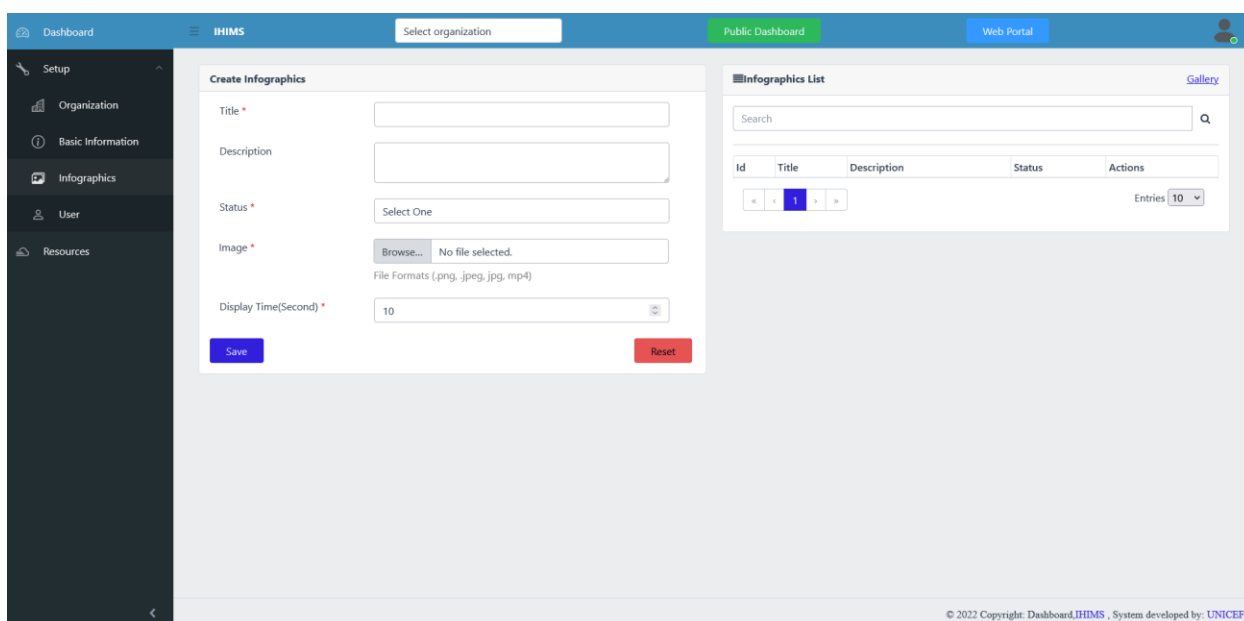 Dashboard
IHIMS
Select organization
Public Dashboard
Web Portal
Setup
Organization
Basic Information
Infographics
User
Resources
Create Infographics
Title *
Description
Status *
Select One
Image *
Browse... No file selected.
File Formats (.png, .jpeg, jpg, mp4)
Display Time(Second) *
10
Save
Reset
Infographics List
Gallery
Search
Id Title Description Status Actions
« ‹ 1 › »
Entries 10
© 2022 Copyright: Dashboard,IHIMS , System developed by: UNICEF